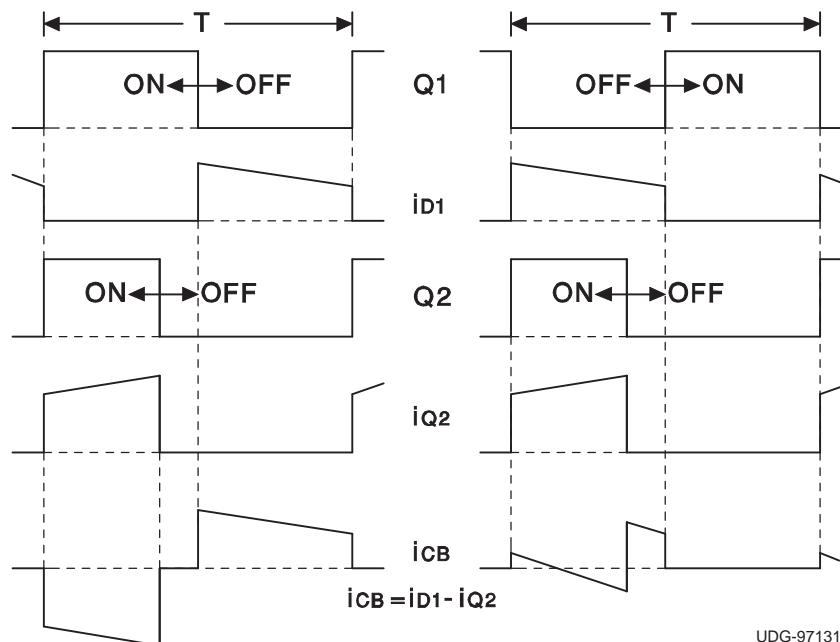 T T
ON OFF Q1 OFF ON
iD1
ON OFF Q2 ON OFF
iQ2
iCB
iCB = iD1 - iQ2
UDG-97131